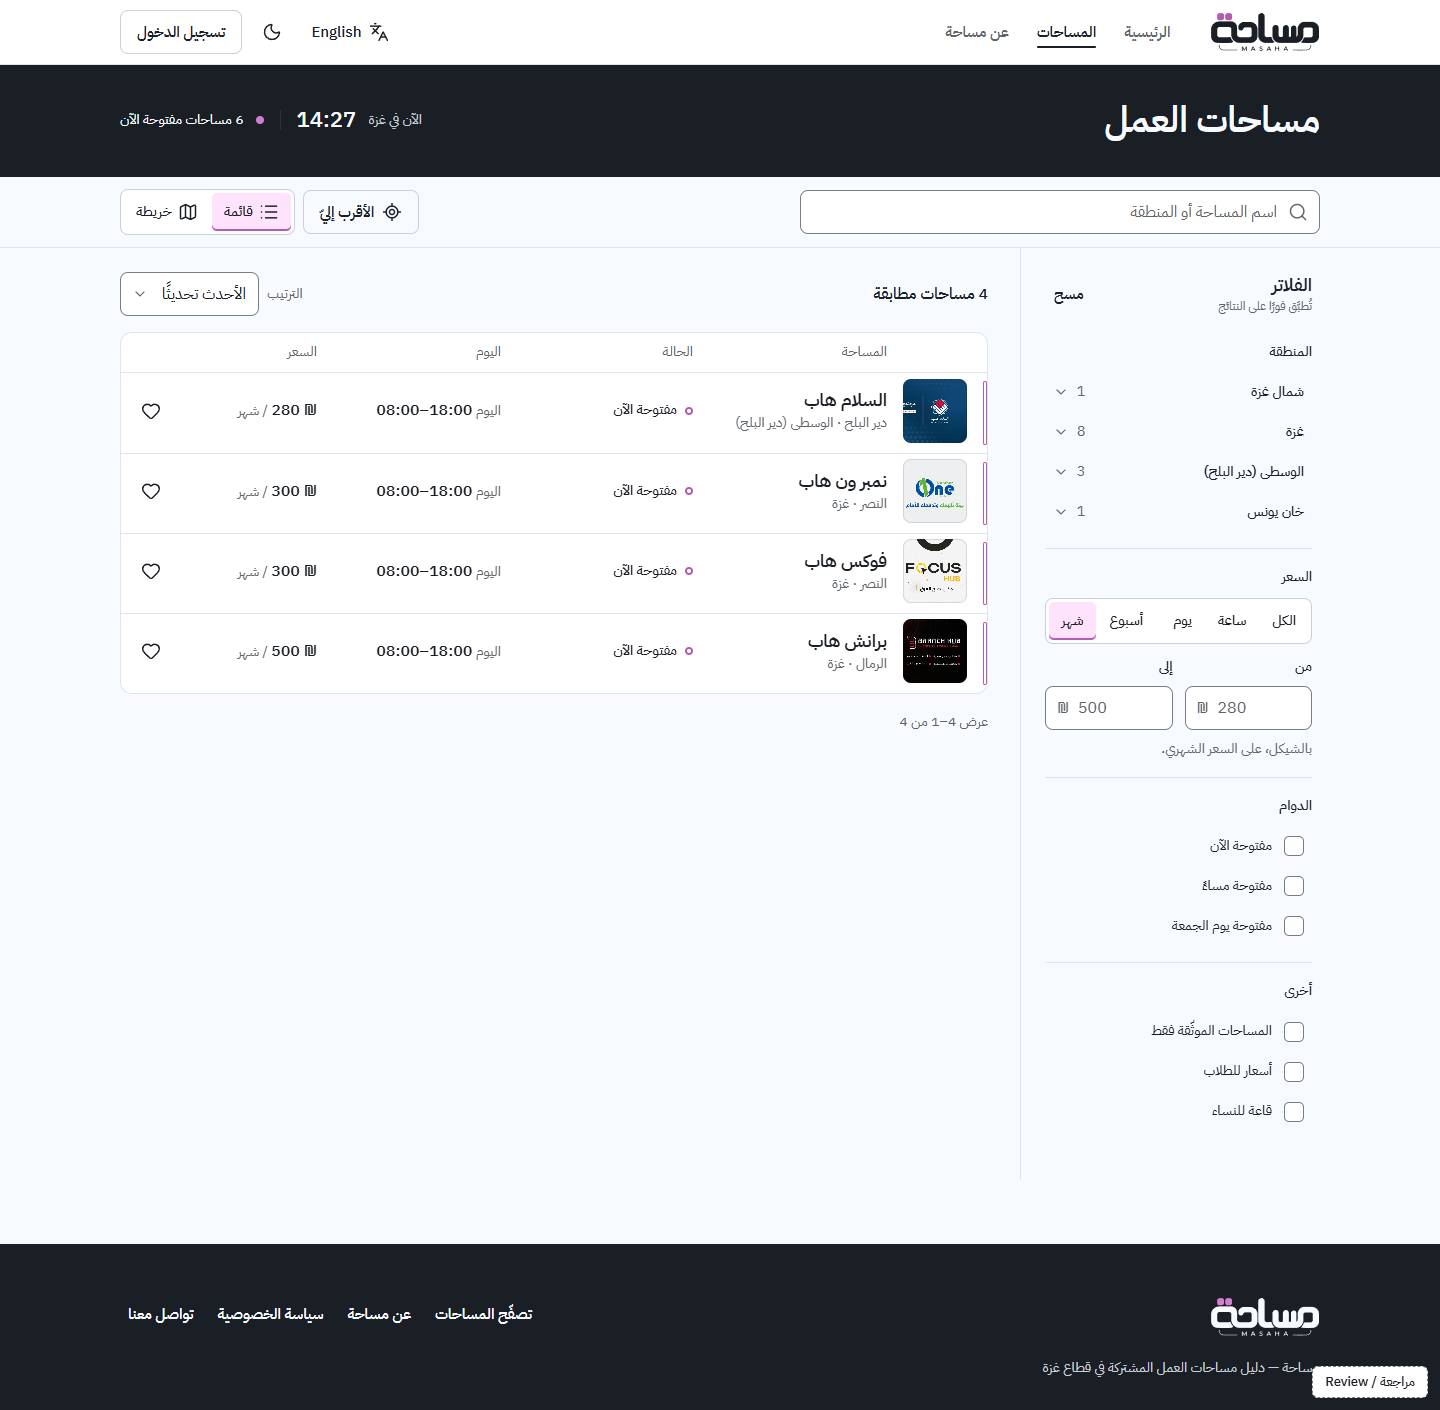 مساحة
MASAHA
الرئيسية
المساحات
عن مساحة
English
تسجيل الدخول
مساحات العمل
الآن في غزة
14:27
6 مساحات مفتوحة الآن
اسم المساحة أو المنطقة
الأقرب إليّ
قائمة
خريطة
الفلاتر
مسح
تُطبَّق فورًا على النتائج
المنطقة
شمال غزة 1
غزة 8
الوسطى (دير البلح) 3
خان يونس 1
السعر
الكل ساعة يوم أسبوع شهر
من إلى
280 ₪ 500 ₪
بالشيكل، على السعر الشهري.
الدوام
مفتوحة الآن
مفتوحة مساءً
مفتوحة يوم الجمعة
أخرى
المساحات الموثّقة فقط
أسعار للطلاب
قاعة للنساء
4 مساحات مطابقة
الترتيب
الأحدث تحديثًا
المساحة الحالة اليوم السعر
السلام هاب
دير البلح · الوسطى (دير البلح)
مفتوحة الآن
اليوم 08:00–18:00
₪ 280 / شهر
One
نمبر ون هاب
النصر · غزة
مفتوحة الآن
اليوم 08:00–18:00
₪ 300 / شهر
FOCUS
HUB
فوكس هاب
النصر · غزة
مفتوحة الآن
اليوم 08:00–18:00
₪ 300 / شهر
BRANCH HUB
برانش هاب
الرمال · غزة
مفتوحة الآن
اليوم 08:00–18:00
₪ 500 / شهر
عرض 1–4 من 4
مساحة
MASAHA
تصفّح المساحات
عن مساحة
سياسة الخصوصية
تواصل معنا
ساحة — دليل مساحات العمل المشتركة في قطاع غزة
مراجعة / Review